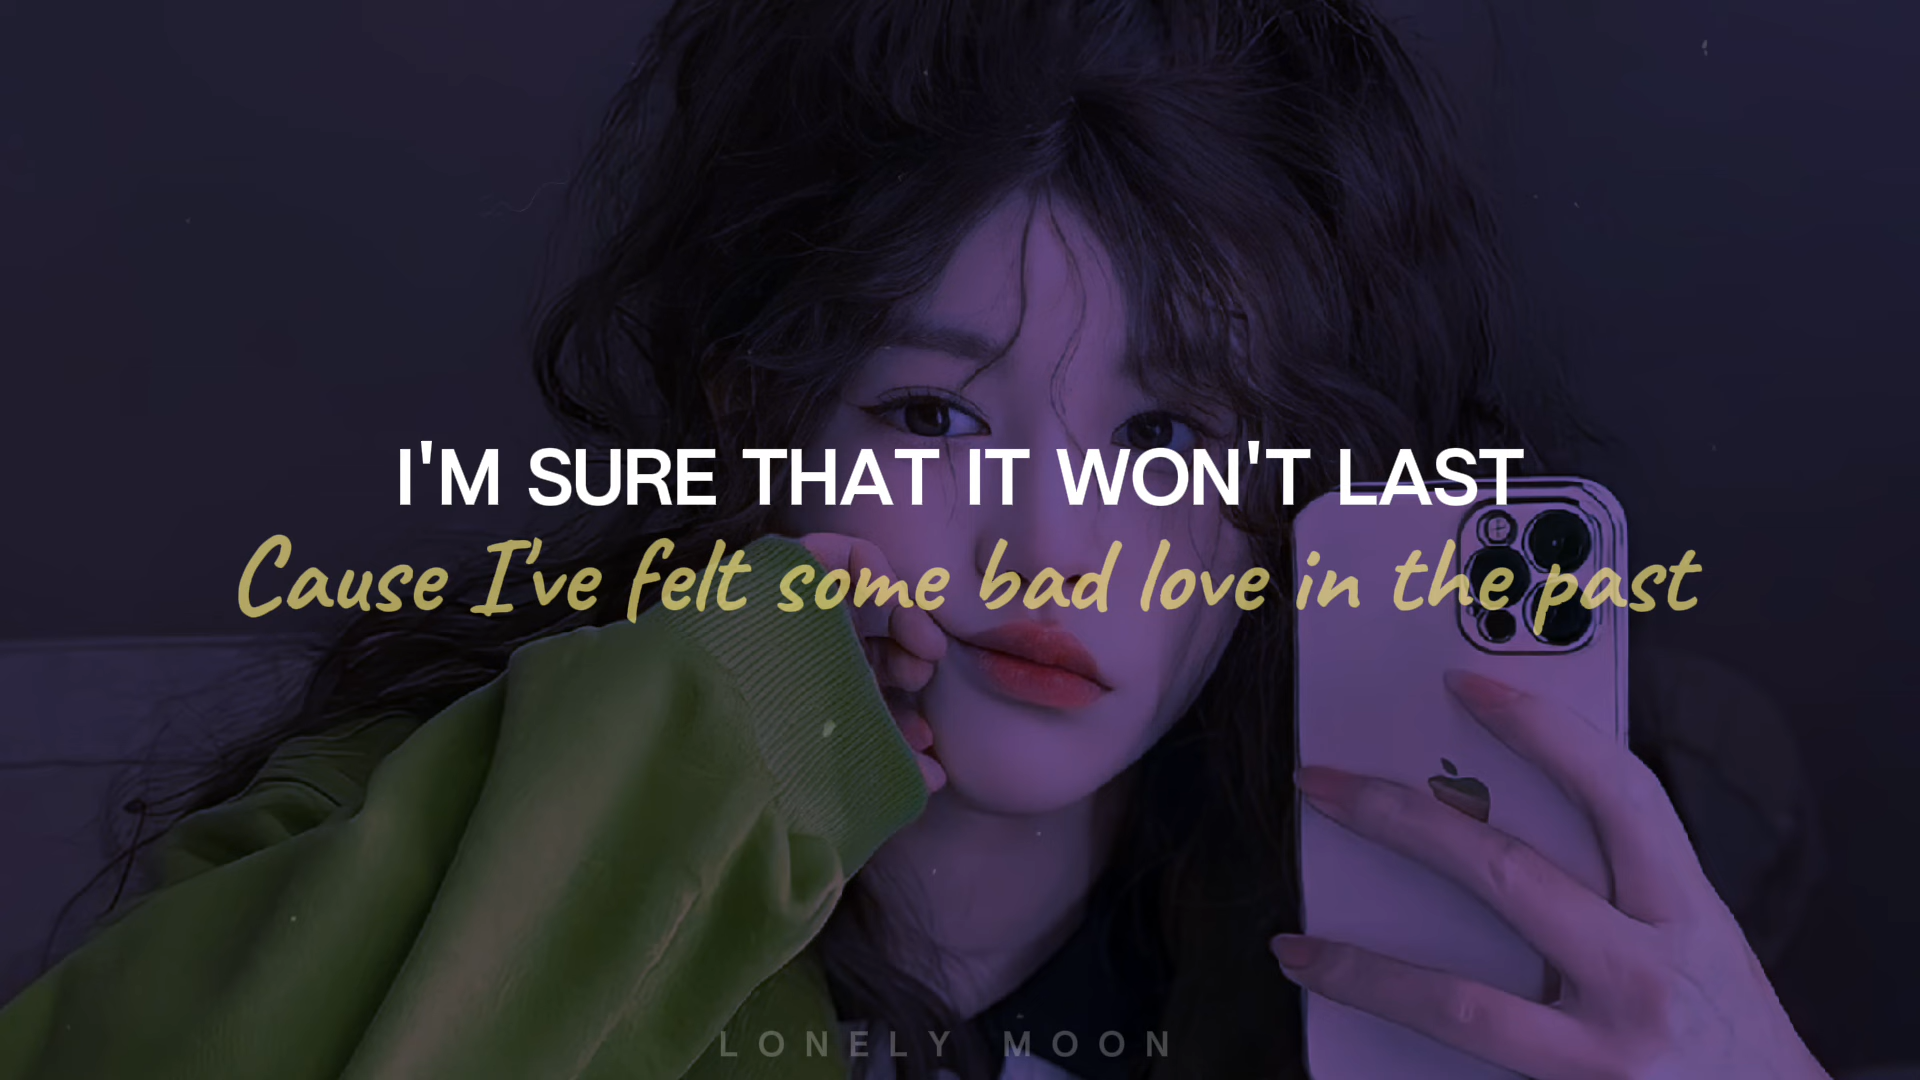 I'M SURE THAT IT WON'T LAST
Cause I've felt some bad love in the past
LONELY MOON